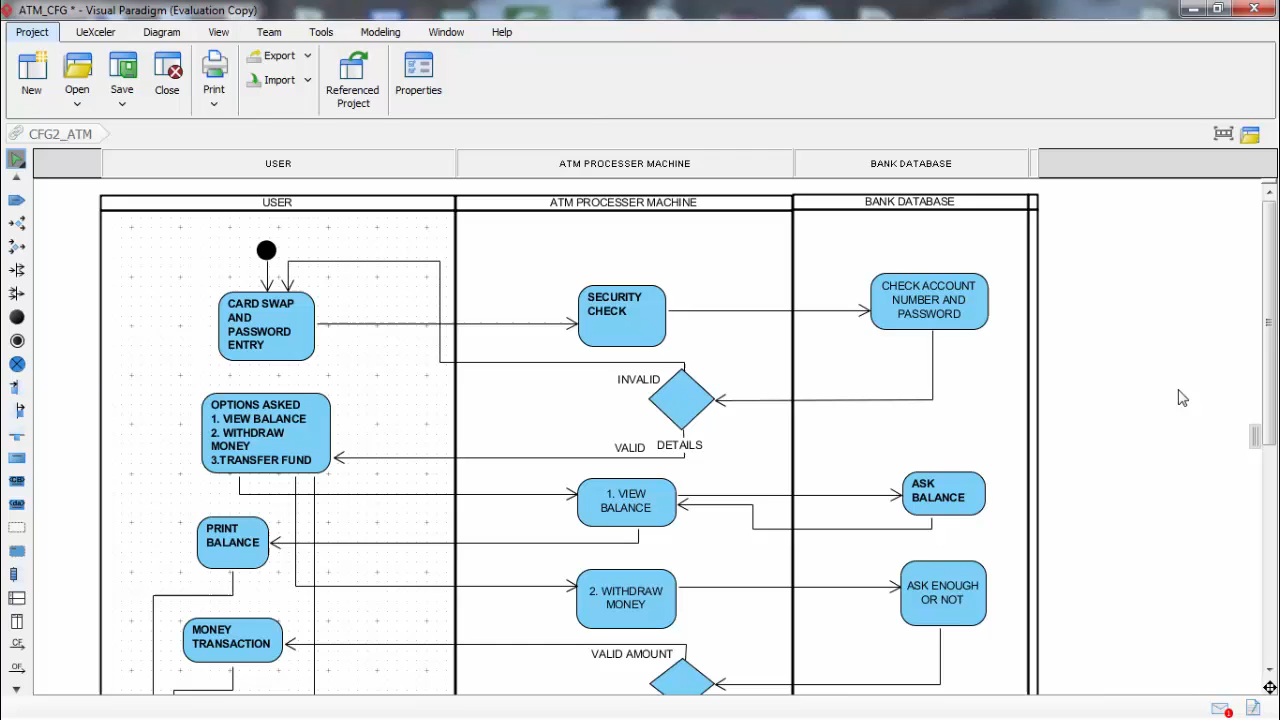 ATM_CFG * - Visual Paradigm (Evaluation Copy)
Project UeXceler Diagram View Team Tools Modeling Window Help
New
Open
Save
Close
Print
Export
Import
Referenced
Project
Properties
CFG2_ATM
USER ATM PROCESSER MACHINE BANK DATABASE
USER ATM PROCESSER MACHINE BANK DATABASE
CARD SWAP
AND
PASSWORD
ENTRY
SECURITY
CHECK
CHECK ACCOUNT
NUMBER AND
PASSWORD
INVALID
OPTIONS ASKED
1. VIEW BALANCE
2. WITHDRAW
MONEY
3.TRANSFER FUND
VALID
DETAILS
1. VIEW
BALANCE
ASK
BALANCE
PRINT
BALANCE
2. WITHDRAW
MONEY
ASK ENOUGH
OR NOT
MONEY
TRANSACTION
VALID AMOUNT